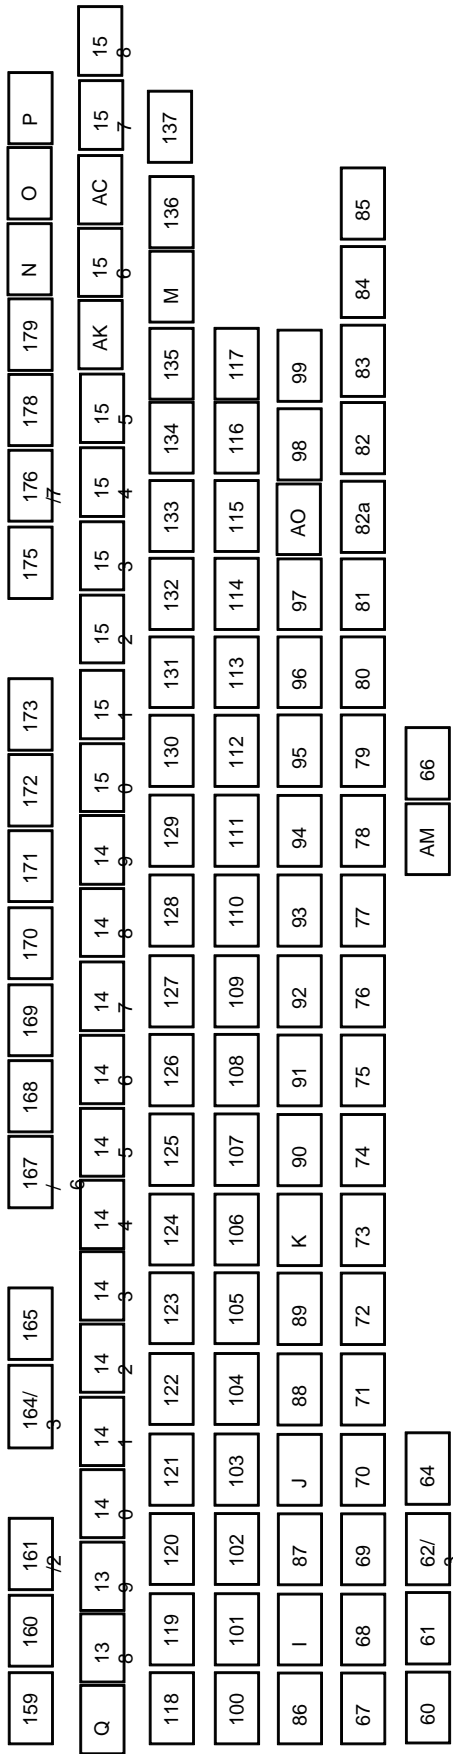 159 160 161/2 164/3 165 167/6 168 169 170 171 172 173 175 176/7 178 179 N O P
Q 138 139 140 141 142 143 144 145 146 147 148 149 150 151 152 153 154 155 AK 156 AC 157 158
118 119 120 121 122 123 124 125 126 127 128 129 130 131 132 133 134 135 M 136 137
100 101 102 103 104 105 106 107 108 109 110 111 112 113 114 115 116 117
86 I 87 J 88 89 K 90 91 92 93 94 95 96 97 AO 98 99
67 68 69 70 71 72 73 74 75 76 77 78 79 80 81 82a 82 83 84 85
60 61 62/3 64 AM 66